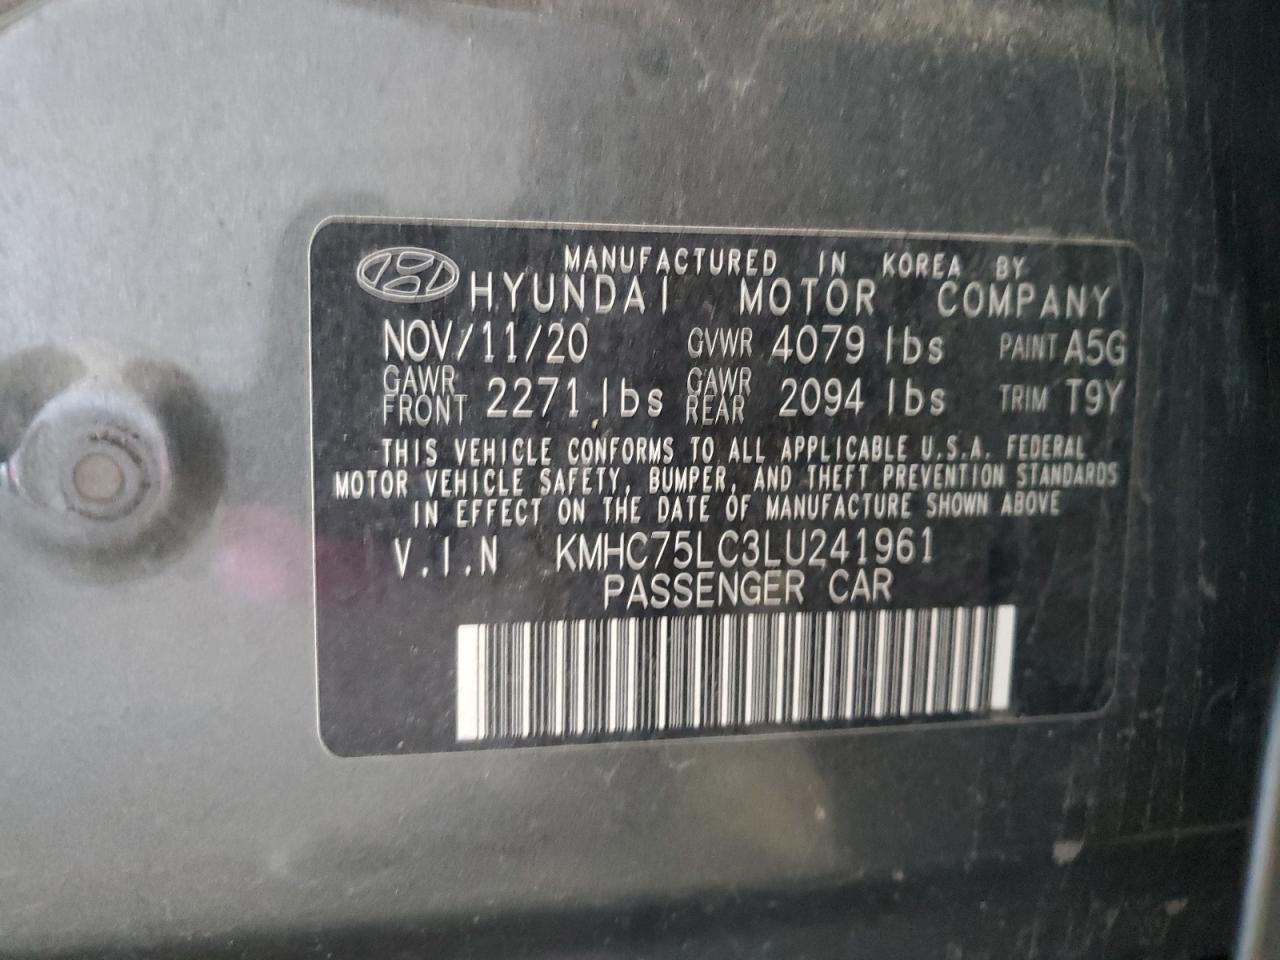 MANUFACTURED IN KOREA BY
HYUNDAI MOTOR COMPANY
NOV/11/20 GVWR 4079 lbs PAINT A5G
GAWR FRONT 2271 lbs GAWR REAR 2094 lbs TRIM T9Y
THIS VEHICLE CONFORMS TO ALL APPLICABLE U.S.A. FEDERAL
MOTOR VEHICLE SAFETY, BUMPER, AND THEFT PREVENTION STANDARDS
IN EFFECT ON THE DATE OF MANUFACTURE SHOWN ABOVE
V.I.N KMHC75LC3LU241961
PASSENGER CAR